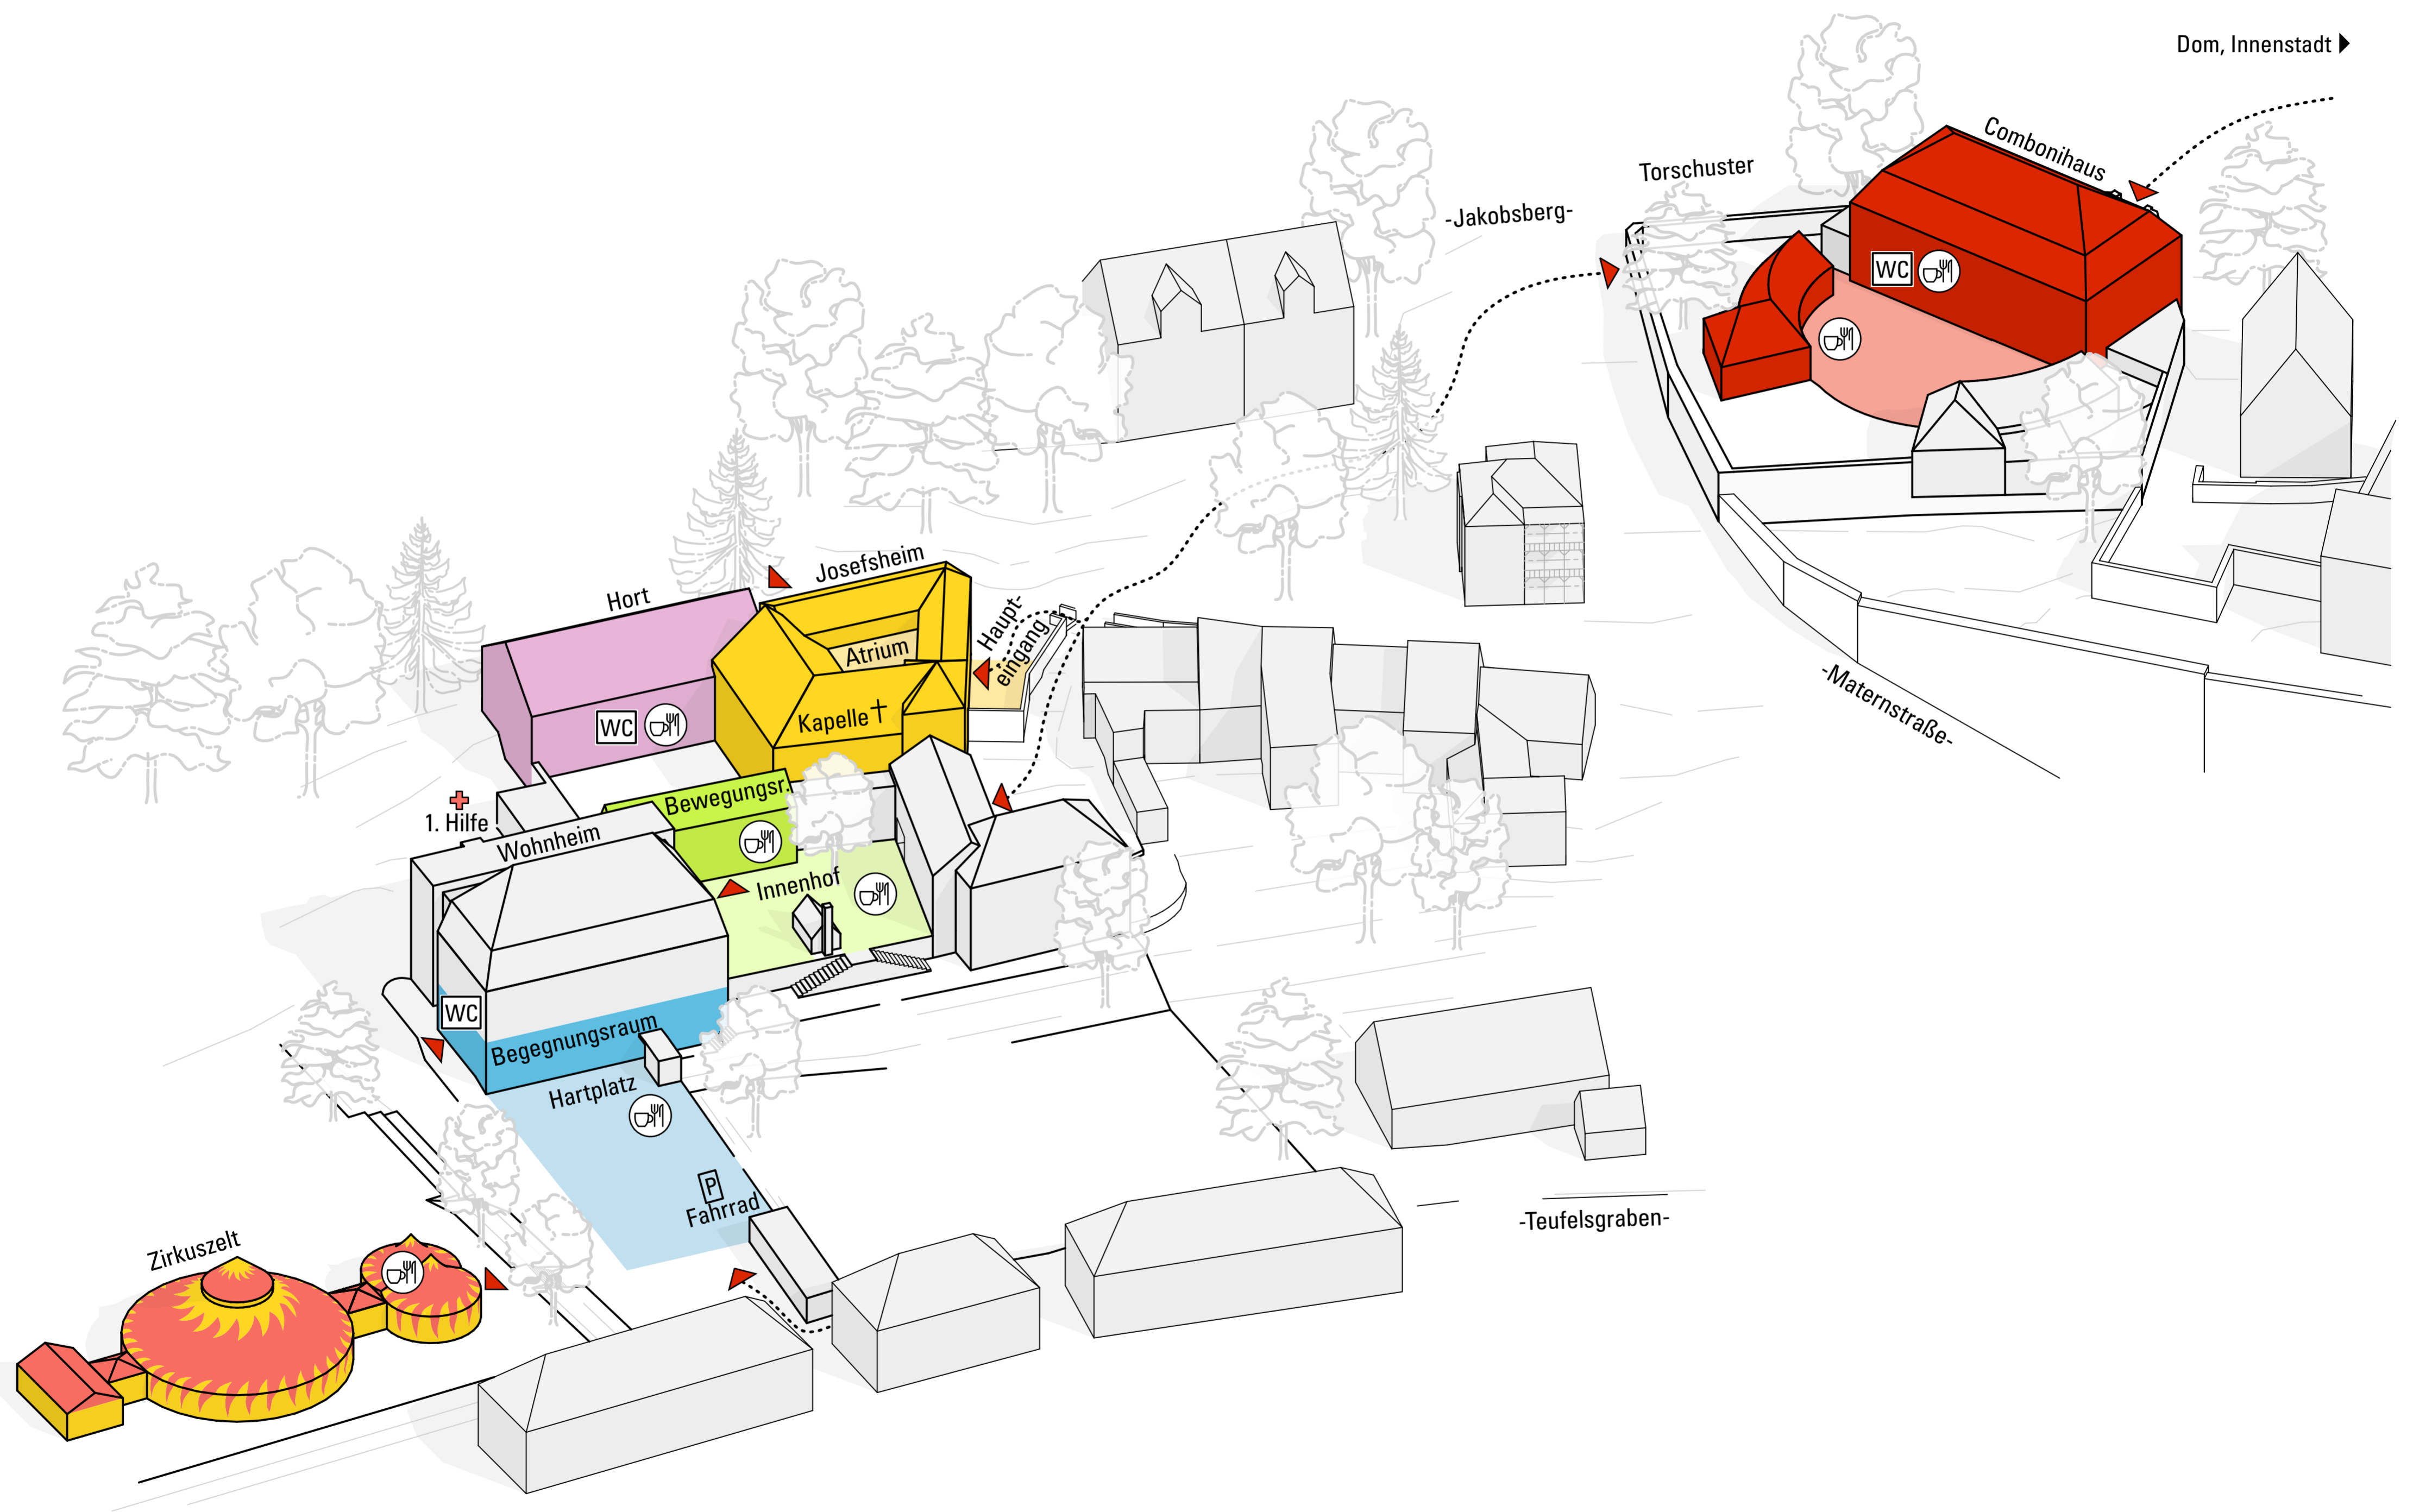 Dom, Innenstadt
Combonihaus
Torschuster
-Jakobsberg-
WC
-Maternstraße-
Josefsheim
Hort
Haupt-
eingang
Atrium
Kapelle
WC
Bewegungsr.
1. Hilfe
Wohnheim
Innenhof
WC
Begegnungsraum
Hartplatz
P
Fahrrad
-Teufelsgraben-
Zirkuszelt